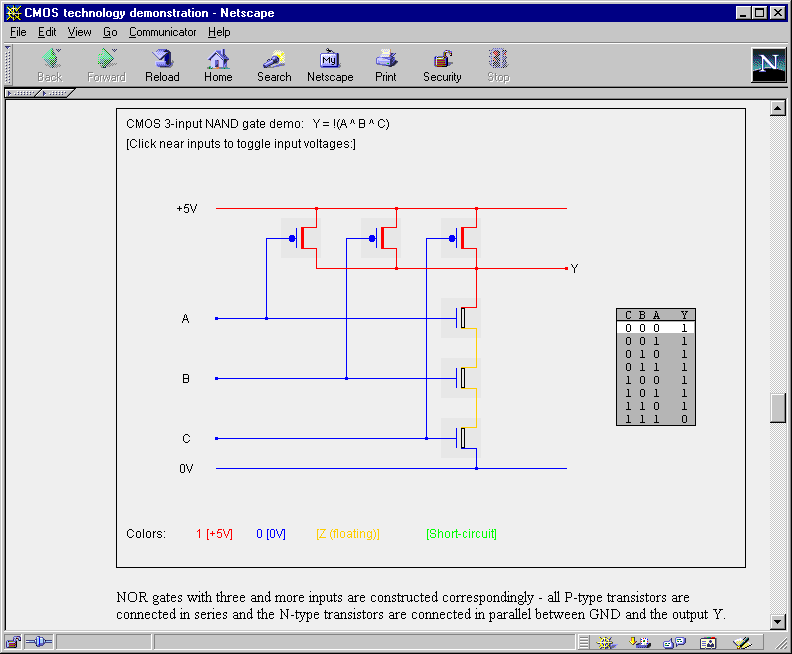 CMOS technology demonstration - Netscape
File Edit View Go Communicator Help
Back Forward Reload Home Search Netscape Print Security Stop
My
N
CMOS 3-input NAND gate demo: Y = !(A ^ B ^ C)
[Click near inputs to toggle input voltages:]
+5V
Y
A
B
C
0V
C B A Y
0 0 0 1
0 0 1 1
0 1 0 1
0 1 1 1
1 0 0 1
1 0 1 1
1 1 0 1
1 1 1 0
Colors: 1 [+5V] 0 [0V] [Z (floating)] [Short-circuit]
NOR gates with three and more inputs are constructed correspondingly - all P-type transistors are
connected in series and the N-type transistors are connected in parallel between GND and the output Y.